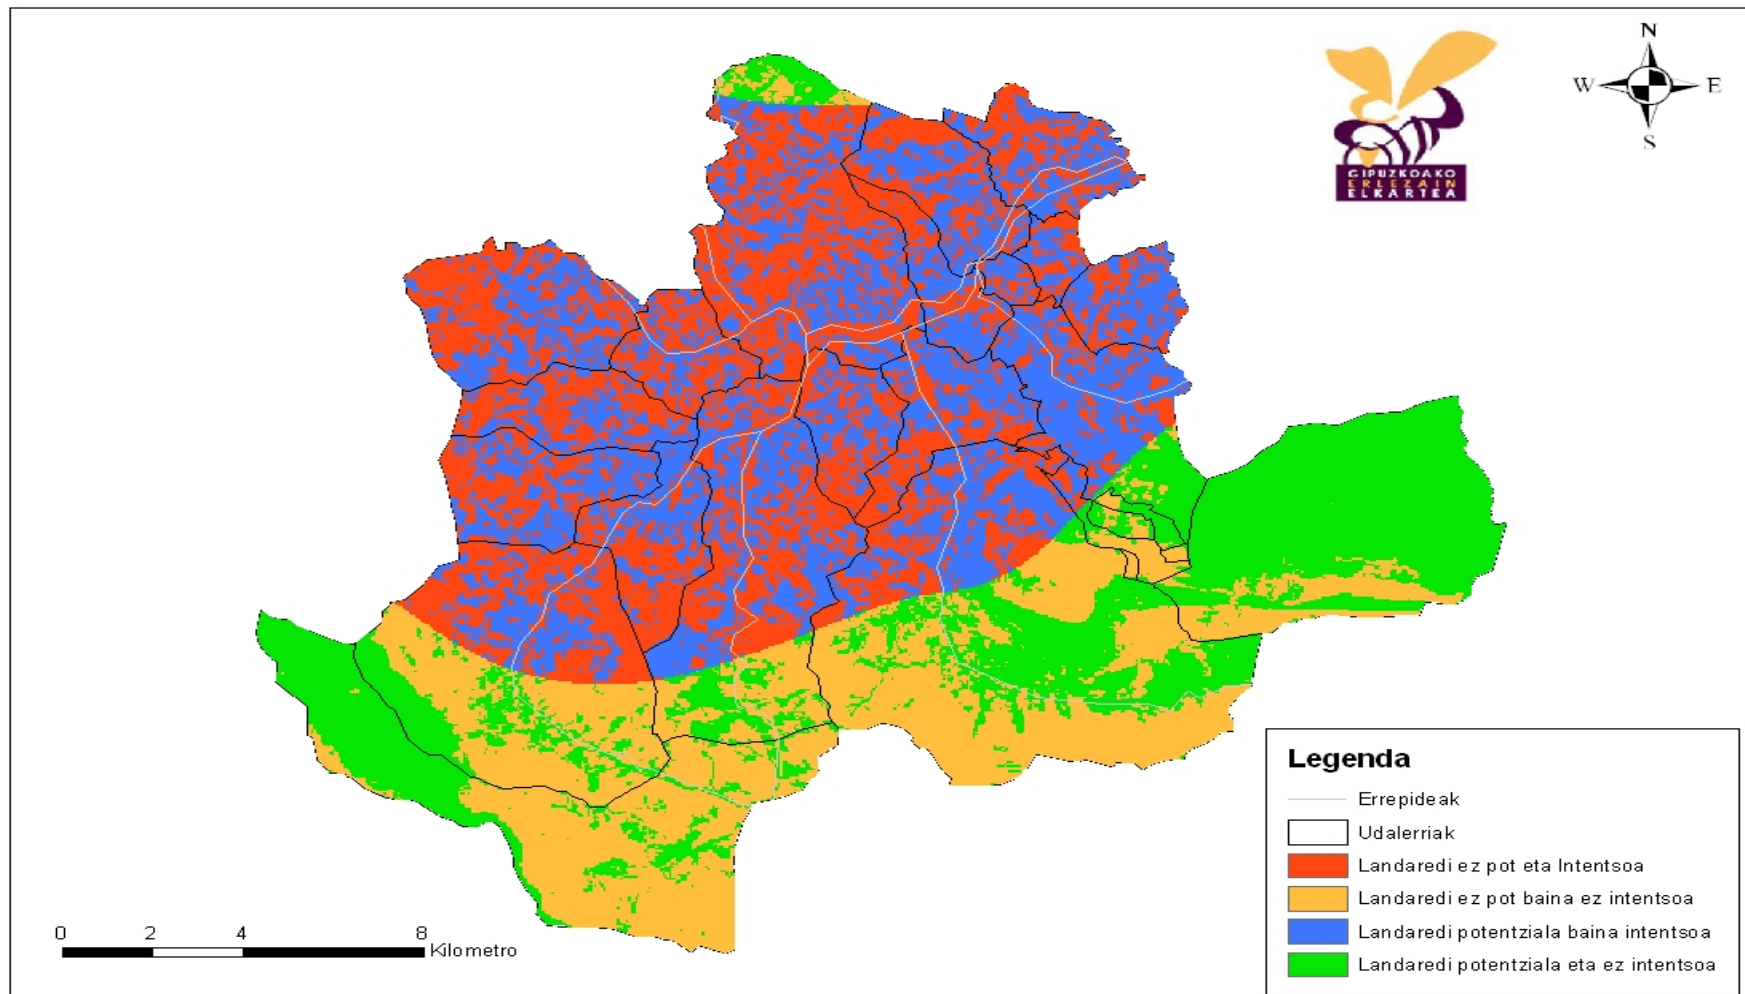 N
W E
S
GIPUZKOAKO
ERLEZAIN
ELKARTEA
Legenda
Errepideak
Udalerriak
Landaredi ez pot eta Intentsoa
Landaredi ez pot baina ez intentsoa
Landaredi potentziala baina intentsoa
Landaredi potentziala eta ez intentsoa
0 2 4 8
Kilometro